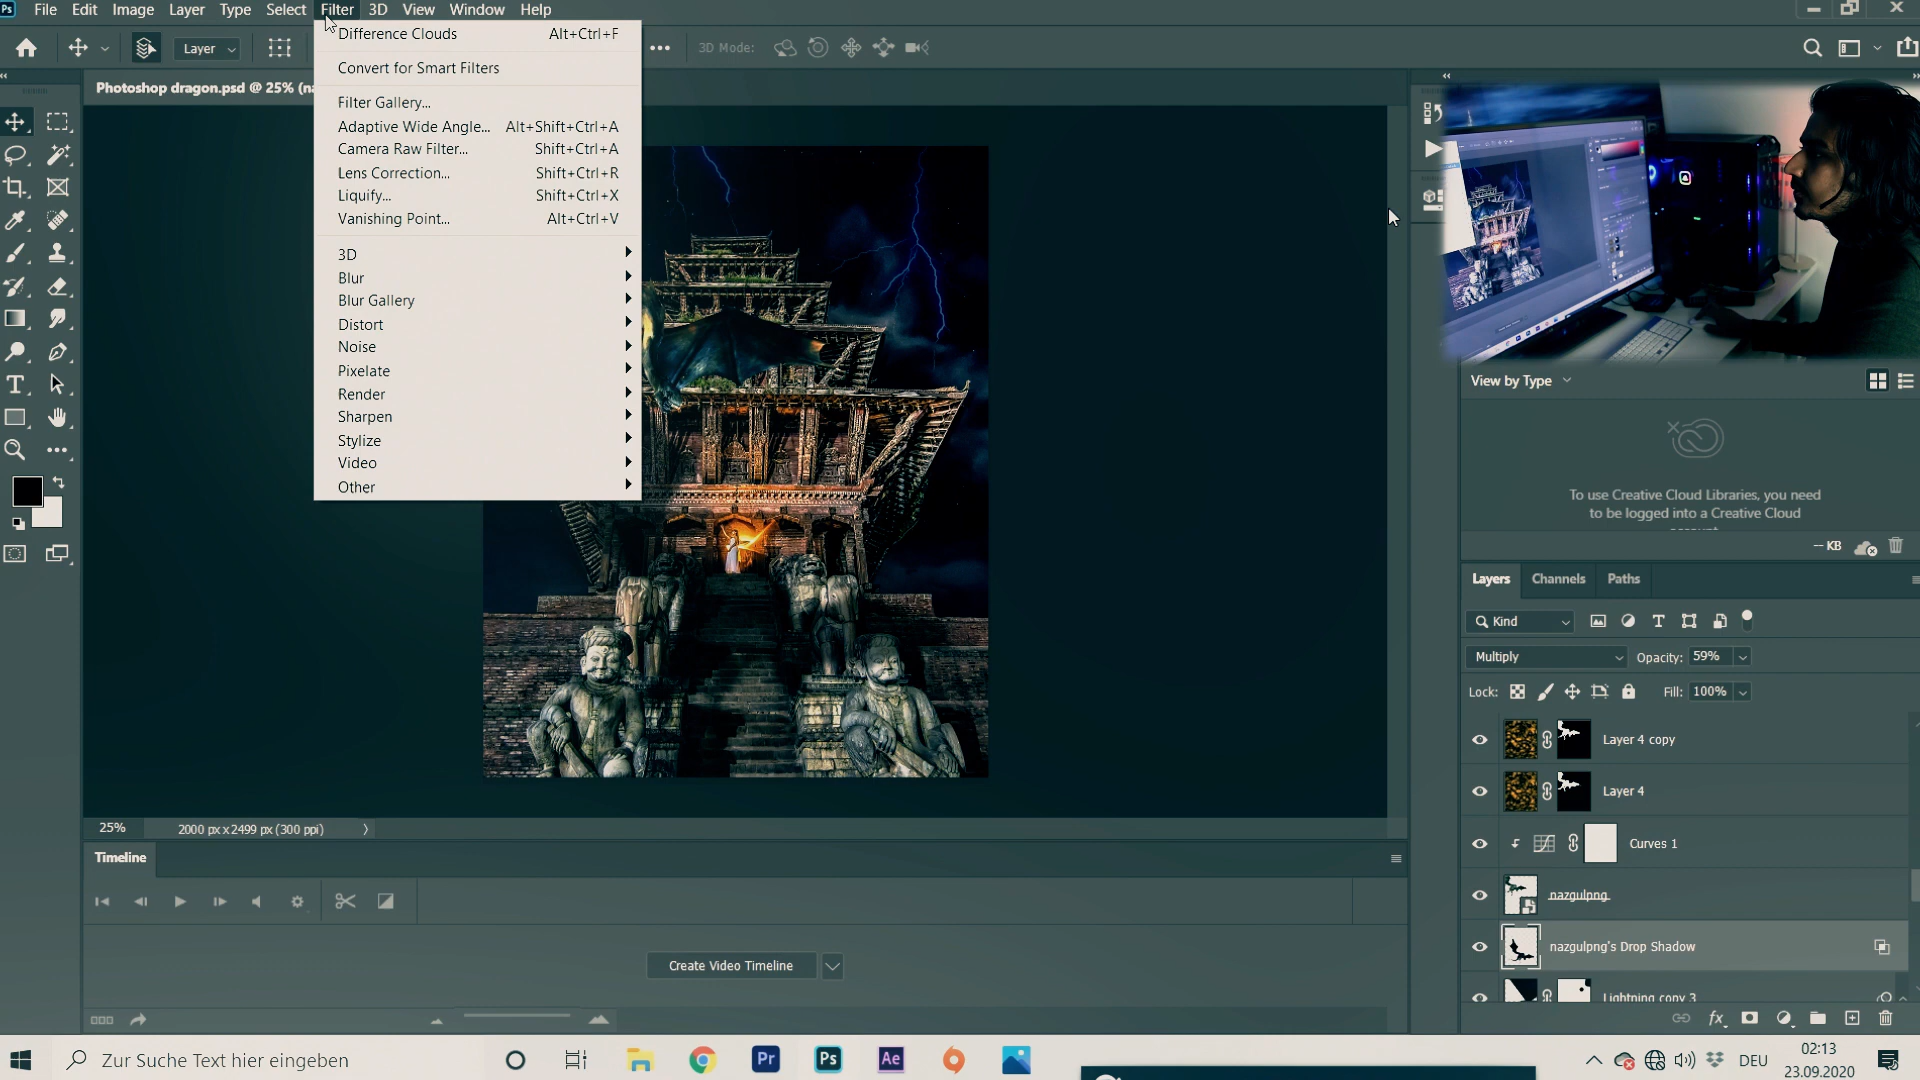 Ps File Edit Image Layer Type Select Filter 3D View Window Help
Layer
3D Mode:
Photoshop dragon.psd @ 25% (na
Difference Clouds Alt+Ctrl+F
Convert for Smart Filters
Filter Gallery...
Adaptive Wide Angle... Alt+Shift+Ctrl+A
Camera Raw Filter... Shift+Ctrl+A
Lens Correction... Shift+Ctrl+R
Liquify... Shift+Ctrl+X
Vanishing Point... Alt+Ctrl+V
3D
Blur
Blur Gallery
Distort
Noise
Pixelate
Render
Sharpen
Stylize
Video
Other
View by Type
To use Creative Cloud Libraries, you need
to be logged into a Creative Cloud
-- KB
Layers Channels Paths
Kind
Multiply Opacity: 59%
Lock: Fill: 100%
Layer 4 copy
Layer 4
Curves 1
nazgulpng
nazgulpng's Drop Shadow
Lightning copy 3
fx
25% 2000 px x 2499 px (300 ppi)
Timeline
Create Video Timeline
Zur Suche Text hier eingeben
Pr Ps Ae
DEU
02:13
23.09.2020